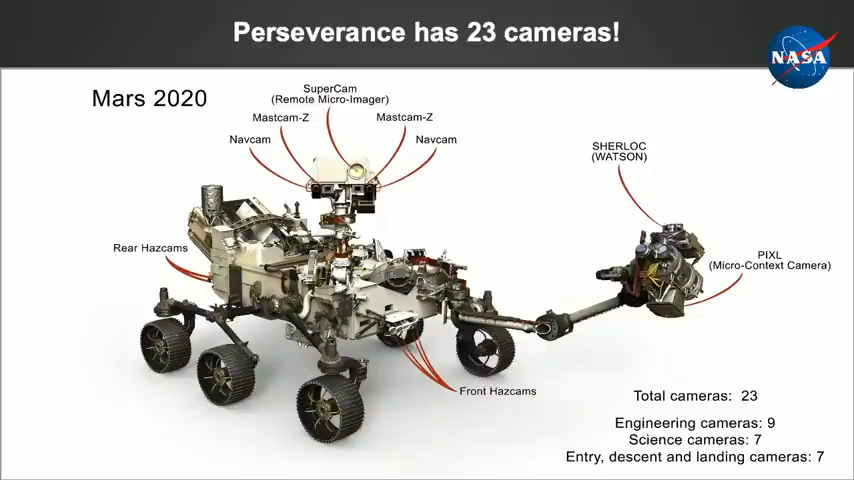 Perseverance has 23 cameras!
NASA
Mars 2020
SuperCam
(Remote Micro-Imager)
Mastcam-Z
Mastcam-Z
Navcam
Navcam
SHERLOC
(WATSON)
Rear Hazcams
PIXL
(Micro-Context Camera)
Front Hazcams
Total cameras: 23
Engineering cameras: 9
Science cameras: 7
Entry, descent and landing cameras: 7